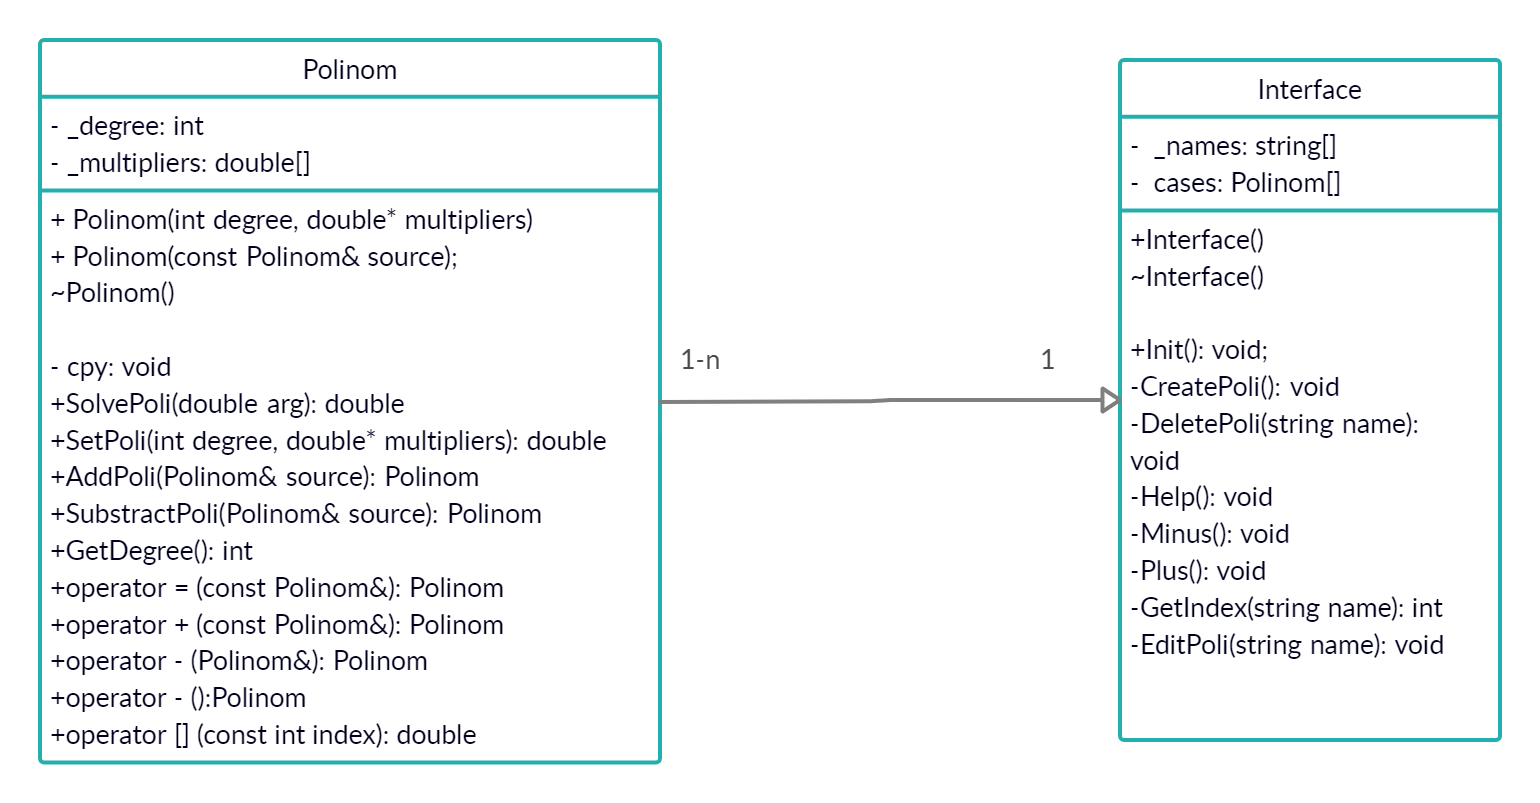 Polinom
- _degree: int
- _multipliers: double[]
+ Polinom(int degree, double* multipliers)
+ Polinom(const Polinom& source);
~Polinom()
- cpy: void
+SolvePoli(double arg): double
+SetPoli(int degree, double* multipliers): double
+AddPoli(Polinom& source): Polinom
+SubstractPoli(Polinom& source): Polinom
+GetDegree(): int
+operator = (const Polinom&): Polinom
+operator + (const Polinom&): Polinom
+operator - (Polinom&): Polinom
+operator - ():Polinom
+operator [] (const int index): double
1-n
1
Interface
- _names: string[]
- cases: Polinom[]
+Interface()
~Interface()
+Init(): void;
-CreatePoli(): void
-DeletePoli(string name):
void
-Help(): void
-Minus(): void
-Plus(): void
-GetIndex(string name): int
-EditPoli(string name): void